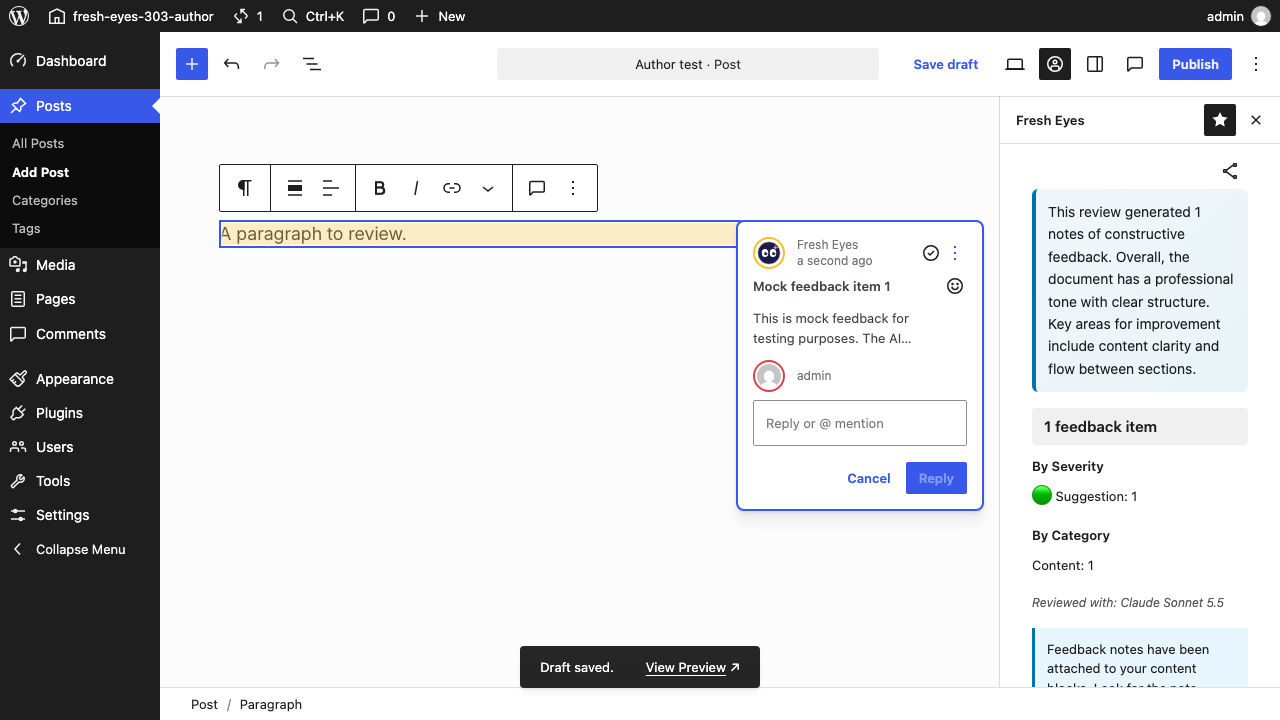 fresh-eyes-303-author
1
Ctrl+K
0
New
admin
Dashboard
Posts
All Posts
Add Post
Categories
Tags
Media
Pages
Comments
Appearance
Plugins
Users
Tools
Settings
Collapse Menu
Author test · Post
Save draft
Publish
B
I
A paragraph to review.
Fresh Eyes
a second ago
Mock feedback item 1
This is mock feedback for
testing purposes. The AI...
admin
Reply or @ mention
Cancel
Reply
Fresh Eyes
This review generated 1
notes of constructive
feedback. Overall, the
document has a professional
tone with clear structure.
Key areas for improvement
include content clarity and
flow between sections.
1 feedback item
By Severity
Suggestion: 1
By Category
Content: 1
Reviewed with: Claude Sonnet 5.5
Feedback notes have been
attached to your content
Draft saved.
View Preview ↗
Post / Paragraph